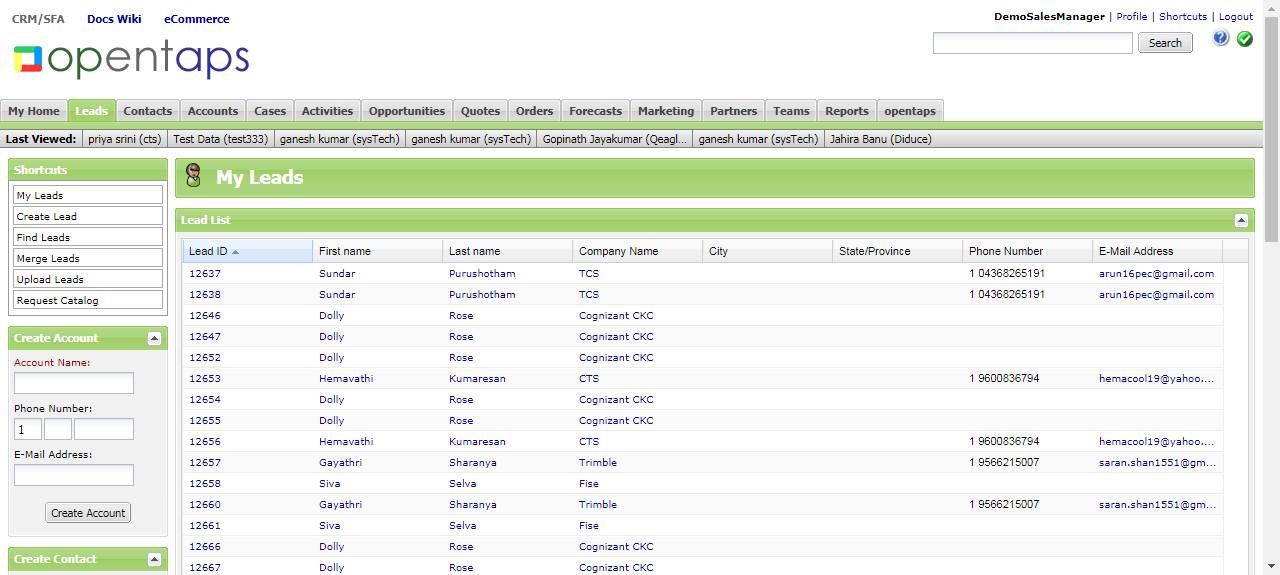 CRM/SFA Docs Wiki eCommerce
DemoSalesManager | Profile | Shortcuts | Logout
opentaps
Search
My Home Leads Contacts Accounts Cases Activities Opportunities Quotes Orders Forecasts Marketing Partners Teams Reports opentaps
Last Viewed: priya srini (cts) Test Data (test333) ganesh kumar (sysTech) ganesh kumar (sysTech) Gopinath Jayakumar (Qeagl... ganesh kumar (sysTech) Jahira Banu (Diduce)
Shortcuts
My Leads
Create Lead
Find Leads
Merge Leads
Upload Leads
Request Catalog
Create Account
Account Name:
Phone Number:
1
E-Mail Address:
Create Account
Create Contact
My Leads
Lead List
Lead ID First name Last name Company Name City State/Province Phone Number E-Mail Address
12637 Sundar Purushotham TCS 1 04368265191 arun16pec@gmail.com
12638 Sundar Purushotham TCS 1 04368265191 arun16pec@gmail.com
12646 Dolly Rose Cognizant CKC
12647 Dolly Rose Cognizant CKC
12652 Dolly Rose Cognizant CKC
12653 Hemavathi Kumaresan CTS 1 9600836794 hemacool19@yahoo....
12654 Dolly Rose Cognizant CKC
12655 Dolly Rose Cognizant CKC
12656 Hemavathi Kumaresan CTS 1 9600836794 hemacool19@yahoo....
12657 Gayathri Sharanya Trimble 1 9566215007 saran.shan1551@gm...
12658 Siva Selva Fise
12660 Gayathri Sharanya Trimble 1 9566215007 saran.shan1551@gm...
12661 Siva Selva Fise
12666 Dolly Rose Cognizant CKC
12667 Dolly Rose Cognizant CKC